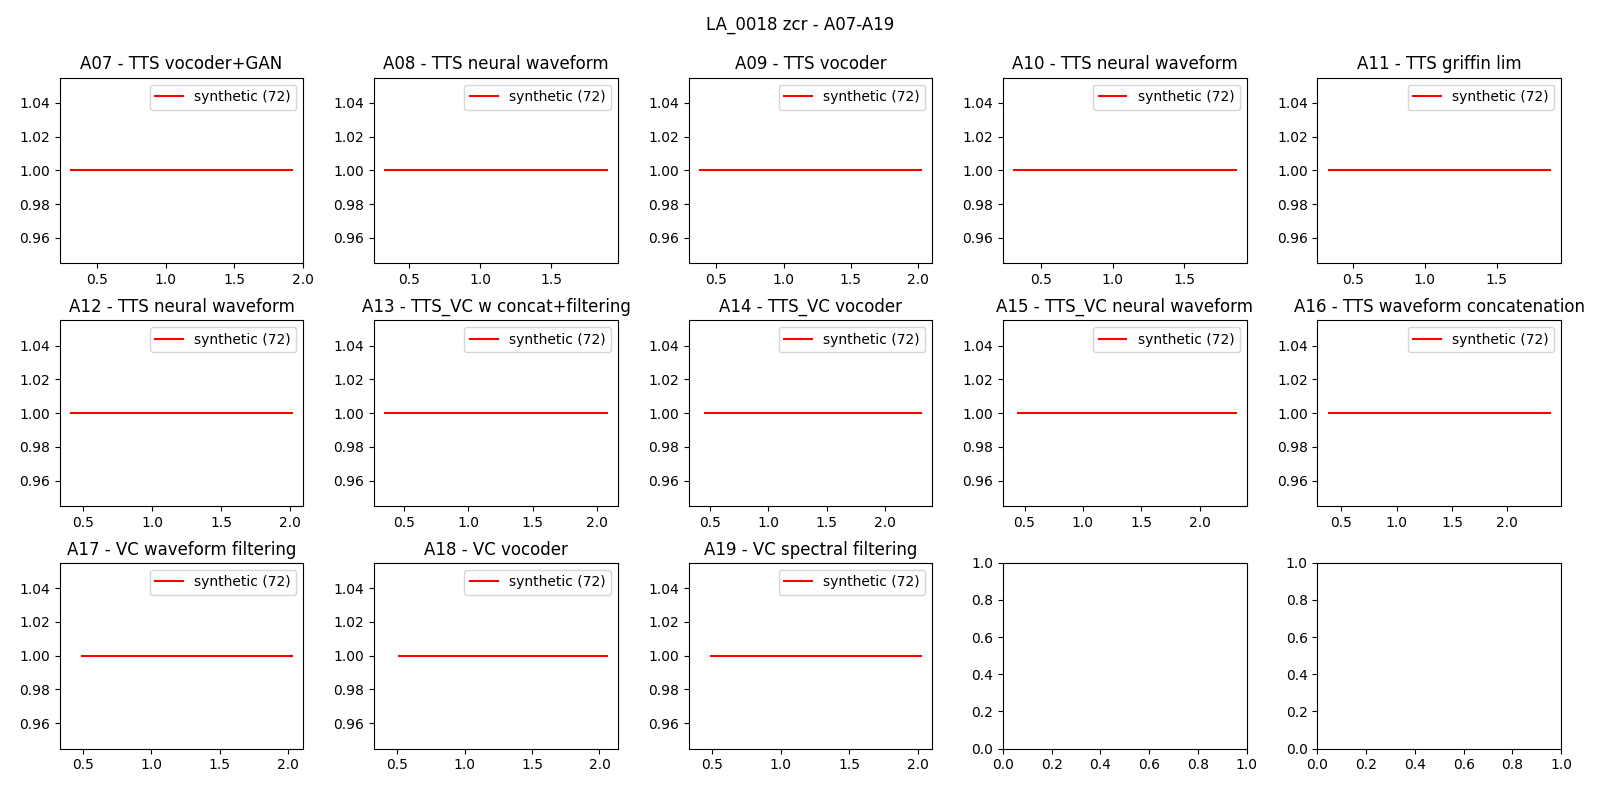 LA_0018 zcr - A07-A19
A07 - TTS vocoder+GAN
synthetic (72)
1.04
1.02
1.00
0.98
0.96
0.5 1.0 1.5 2.0
A08 - TTS neural waveform
synthetic (72)
1.04
1.02
1.00
0.98
0.96
0.5 1.0 1.5
A09 - TTS vocoder
synthetic (72)
1.04
1.02
1.00
0.98
0.96
0.5 1.0 1.5 2.0
A10 - TTS neural waveform
synthetic (72)
1.04
1.02
1.00
0.98
0.96
0.5 1.0 1.5
A11 - TTS griffin lim
synthetic (72)
1.04
1.02
1.00
0.98
0.96
0.5 1.0 1.5
A12 - TTS neural waveform
synthetic (72)
1.04
1.02
1.00
0.98
0.96
0.5 1.0 1.5 2.0
A13 - TTS_VC w concat+filtering
synthetic (72)
1.04
1.02
1.00
0.98
0.96
0.5 1.0 1.5 2.0
A14 - TTS_VC vocoder
synthetic (72)
1.04
1.02
1.00
0.98
0.96
0.5 1.0 1.5 2.0
A15 - TTS_VC neural waveform
synthetic (72)
1.04
1.02
1.00
0.98
0.96
0.5 1.0 1.5 2.0
A16 - TTS waveform concatenation
synthetic (72)
1.04
1.02
1.00
0.98
0.96
0.5 1.0 1.5 2.0
A17 - VC waveform filtering
synthetic (72)
1.04
1.02
1.00
0.98
0.96
0.5 1.0 1.5 2.0
A18 - VC vocoder
synthetic (72)
1.04
1.02
1.00
0.98
0.96
0.5 1.0 1.5 2.0
A19 - VC spectral filtering
synthetic (72)
1.04
1.02
1.00
0.98
0.96
0.5 1.0 1.5 2.0
1.0
0.8
0.6
0.4
0.2
0.0
0.0 0.2 0.4 0.6 0.8 1.0
1.0
0.8
0.6
0.4
0.2
0.0
0.0 0.2 0.4 0.6 0.8 1.0